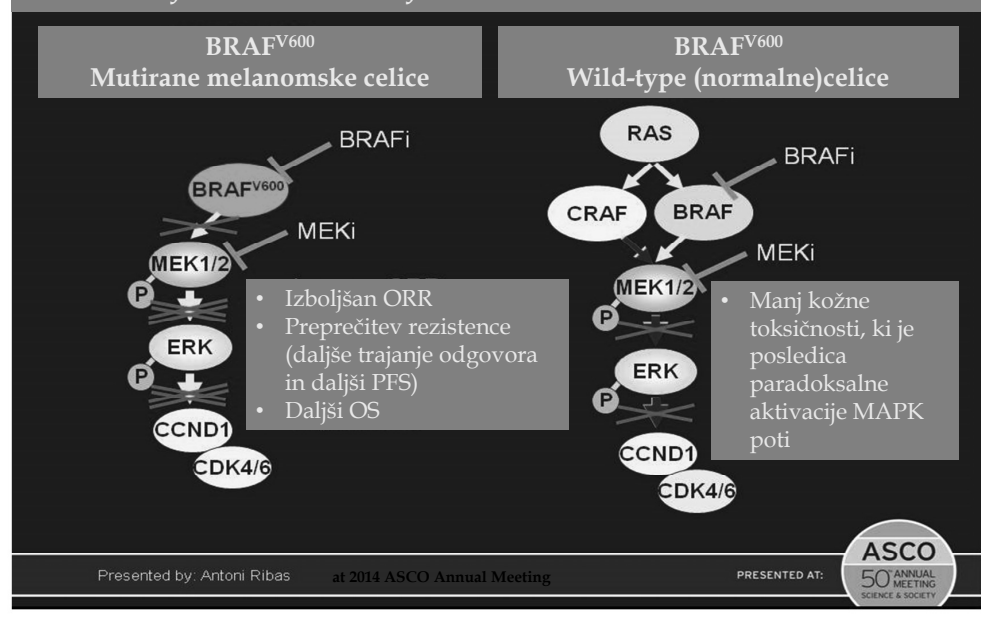 BRAFV600
Mutirane melanomske celice
BRAFi
BRAFV600
MEKi
MEK1/2
P
ERK
P
CCND1
CDK4/6
• Izboljšan ORR
• Preprečitev rezistence
(daljše trajanje odgovora
in daljši PFS)
• Daljši OS
BRAFV600
Wild-type (normalne)celice
RAS
BRAFi
CRAF
BRAF
MEKi
MEK1/2
P
ERK
P
CCND1
CDK4/6
• Manj kožne
toksičnosti, ki je
posledica
paradoksalne
aktivacije MAPK
poti
Presented by: Antoni Ribas
at 2014 ASCO Annual Meeting
PRESENTED AT:
ASCO
50TH ANNUAL
MEETING
SCIENCE & SOCIETY